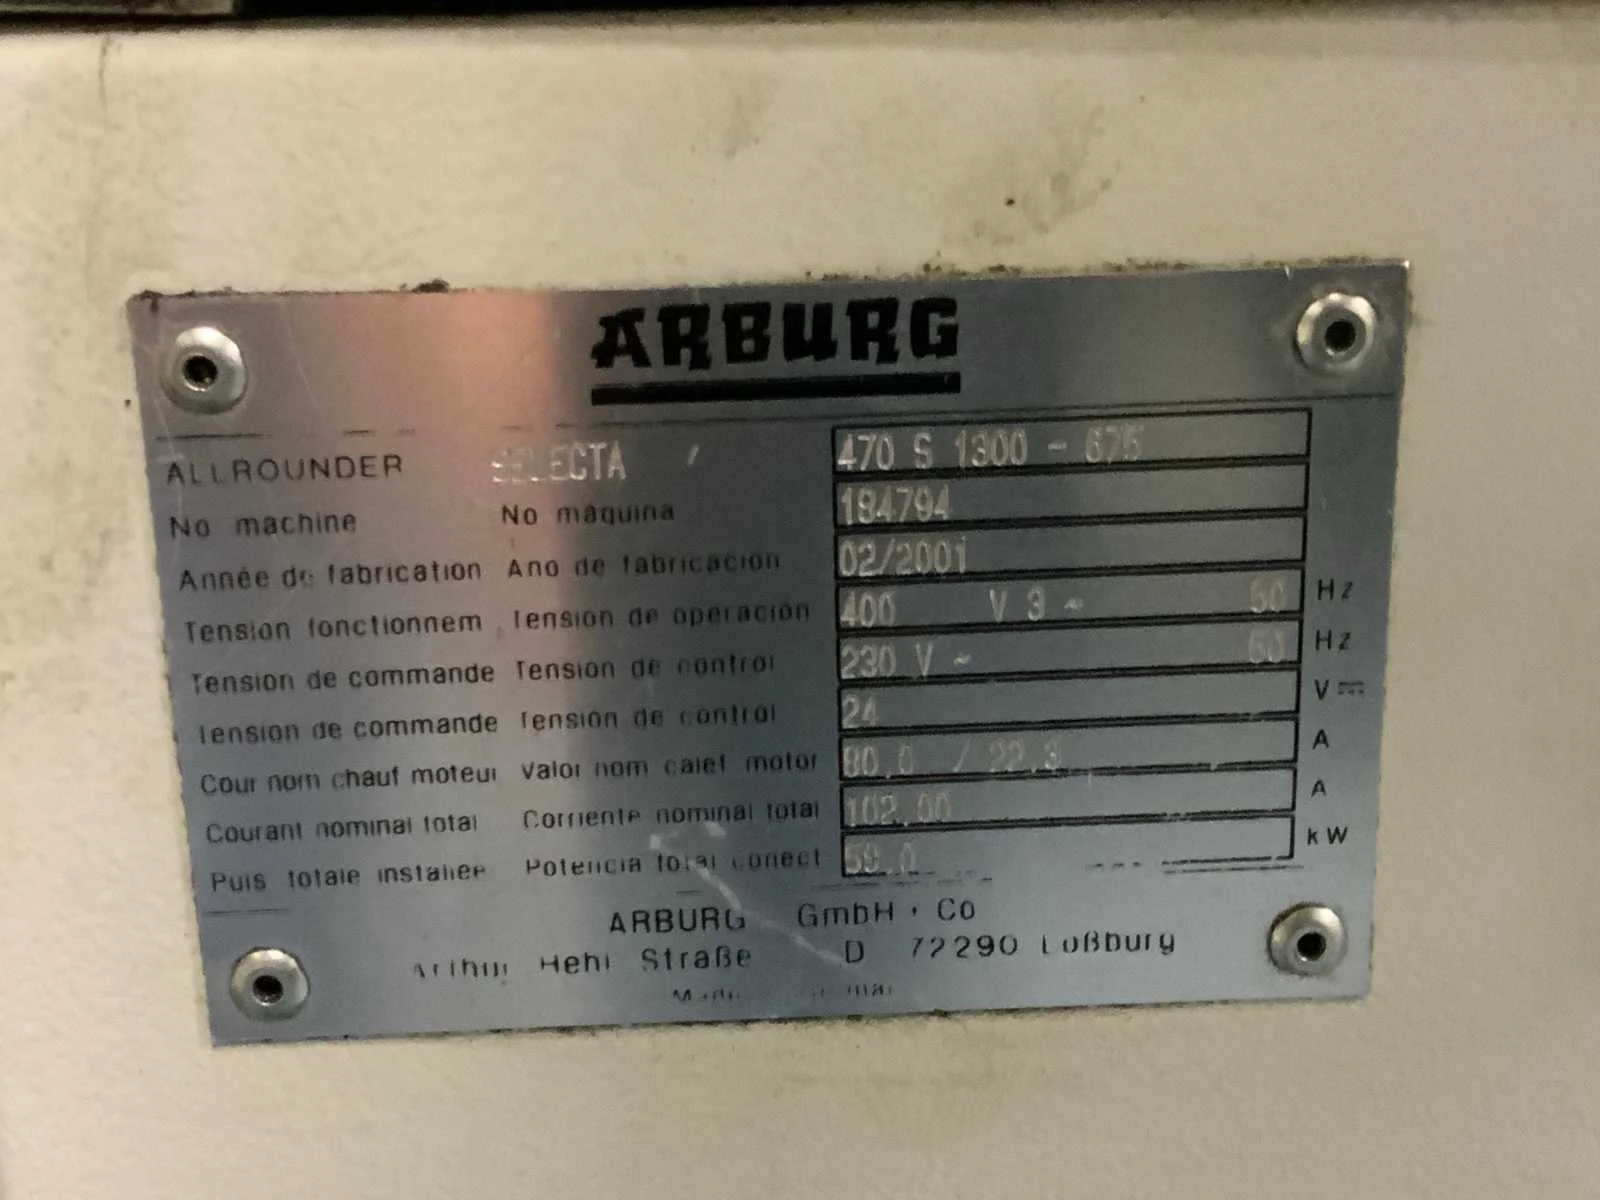 ARBURG
ALLROUNDER SELECTA 470 S 1300 - 675
No machine No máquina 184794
Année de fabrication Ano de fabricación 02/2001
Tension fonctionnem Tension de operación 400 V 3 ~ 50 Hz
Tension de commande Tension de control 230 V ~ 50 Hz
Tension de commande Tension de control 24 V
Cour nom chauf moteur Valor nom calef motor 80.0 / 22.3 A
Courant nominal total Corriente nominal total 102.00 A
Puis totale installée Potencia total conect kW
ARBURG GmbH · Co
Arthur Hehl Straße D 72290 Loßburg